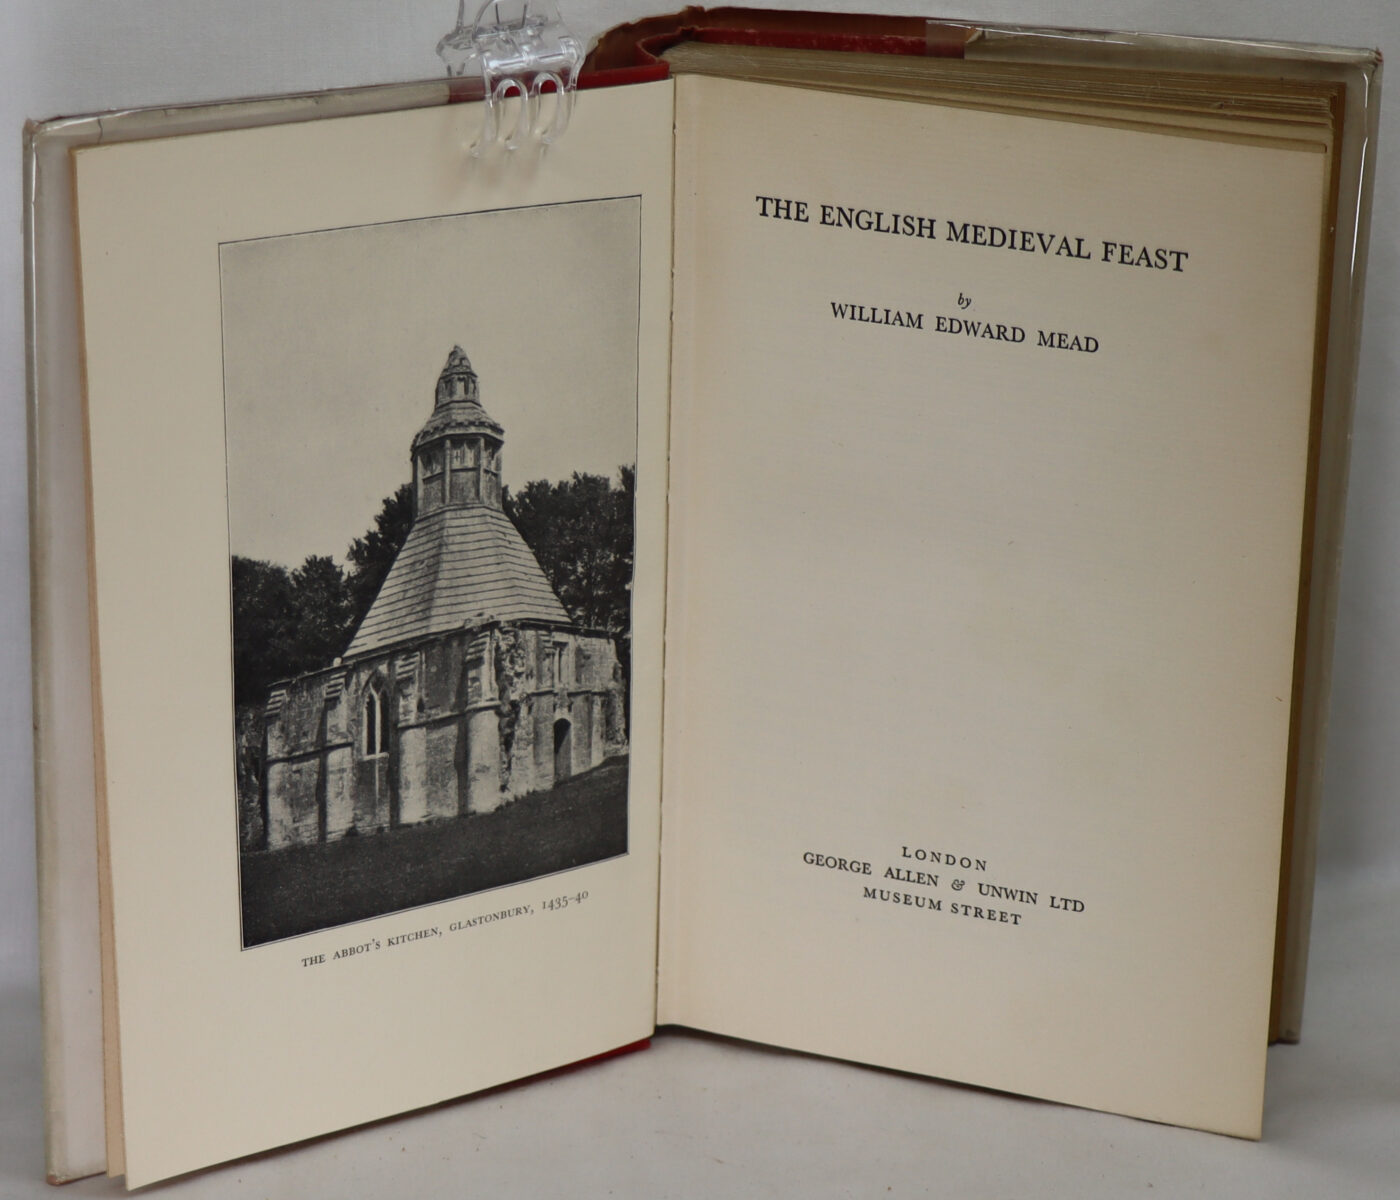 THE ABBOT'S KITCHEN, GLASTONBURY, 1435-40
THE ENGLISH MEDIEVAL FEAST
by
WILLIAM EDWARD MEAD
LONDON
GEORGE ALLEN & UNWIN LTD
MUSEUM STREET